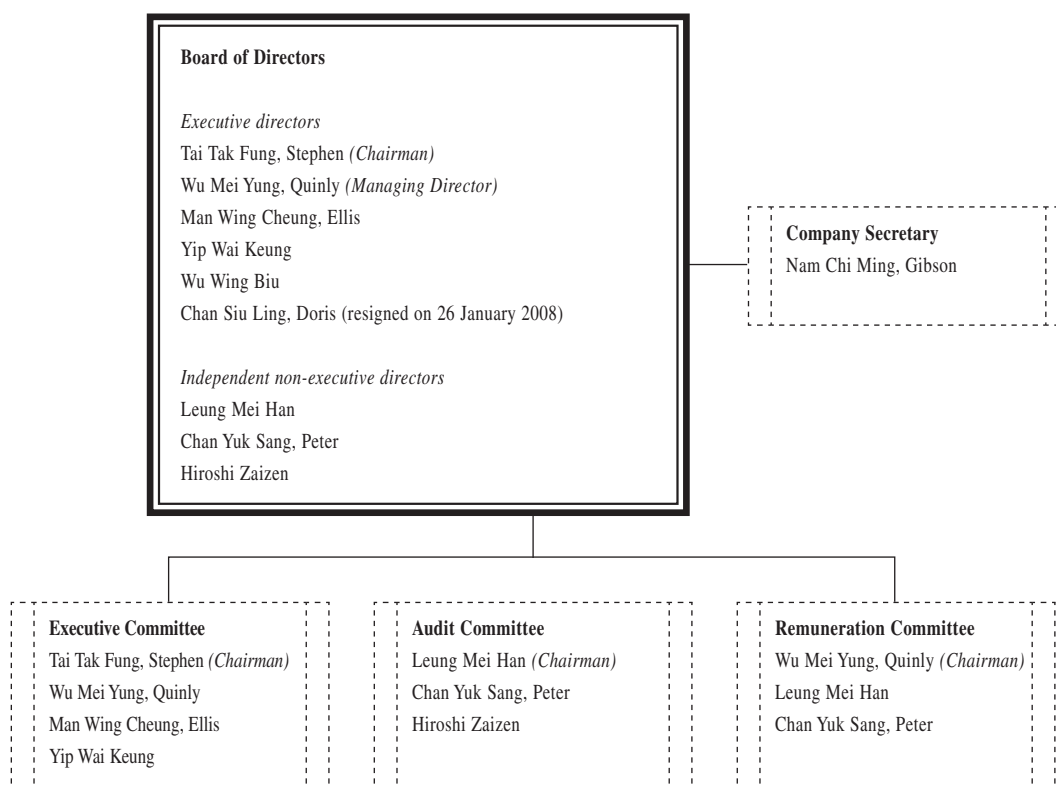 Board of Directors
Executive directors
Tai Tak Fung, Stephen (Chairman)
Wu Mei Yung, Quinly (Managing Director)
Man Wing Cheung, Ellis
Yip Wai Keung
Wu Wing Biu
Chan Siu Ling, Doris (resigned on 26 January 2008)
Independent non-executive directors
Leung Mei Han
Chan Yuk Sang, Peter
Hiroshi Zaizen
Company Secretary
Nam Chi Ming, Gibson
Executive Committee
Tai Tak Fung, Stephen (Chairman)
Wu Mei Yung, Quinly
Man Wing Cheung, Ellis
Yip Wai Keung
Audit Committee
Leung Mei Han (Chairman)
Chan Yuk Sang, Peter
Hiroshi Zaizen
Remuneration Committee
Wu Mei Yung, Quinly (Chairman)
Leung Mei Han
Chan Yuk Sang, Peter